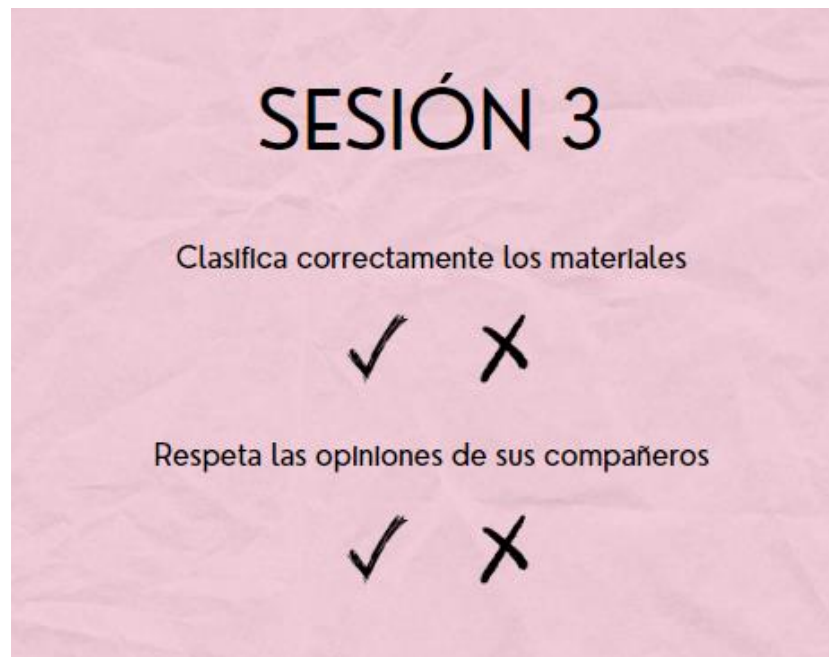 SESIÓN 3
Clasifica correctamente los materiales
Respeta las opiniones de sus compañeros